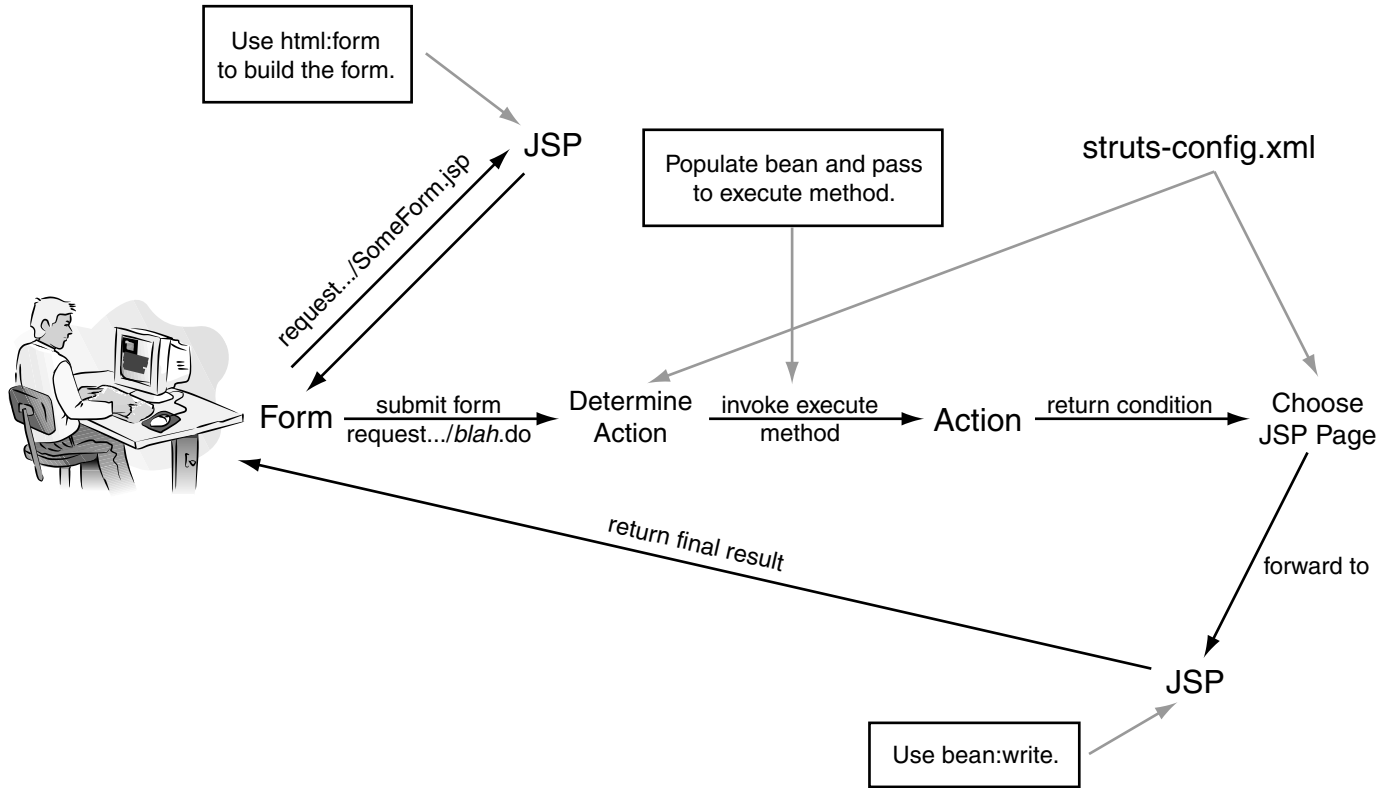 Use html:form
to build the form.
JSP
request.../SomeForm.jsp
Populate bean and pass
to execute method.
struts-config.xml
Form
submit form
request.../blah.do
Determine
Action
invoke execute
method
Action
return condition
Choose
JSP Page
return final result
forward to
JSP
Use bean:write.